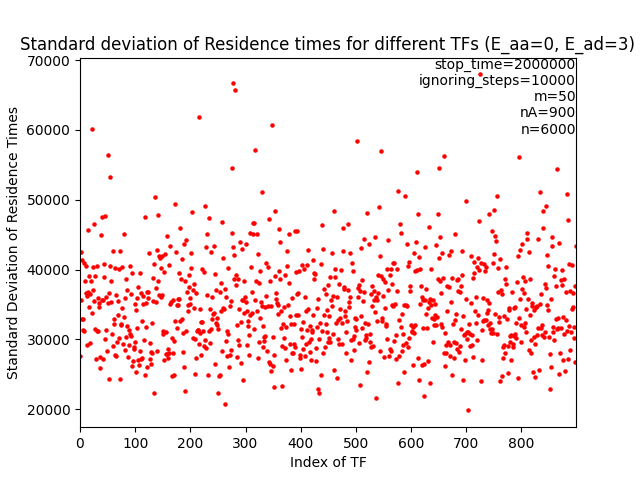 Standard deviation of Residence times for different TFs (E_aa=0, E_ad=3)
stop_time=2000000
ignoring_steps=10000
m=50
nA=900
n=6000
Standard Deviation of Residence Times
70000
60000
50000
40000
30000
20000
0 100 200 300 400 500 600 700 800
Index of TF